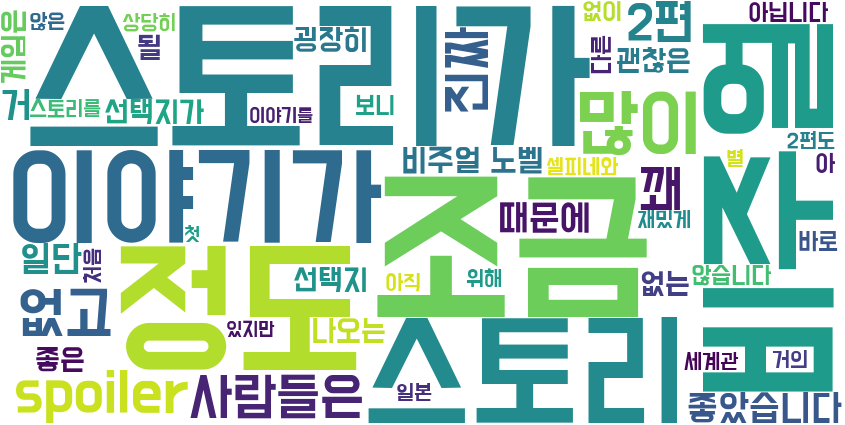 않은
상당히
없이
2편
아닙니다
게임은
스토리가
될
굉장히
진짜
다른
괜찮은
비주얼
거
스토리를
선택지가
이야기를
보니
많이
2편도
이야기가
비주얼 노벨
셀피네와
별
아
조금
꽤
때문에
재밌게
첫
바로
일단
처음
정도
선택지
아직
위해
없는
않습니다
없고
있지만
나오는
스토리
좋은
세계관
거의
spoiler
사람들은
일본
좋았습니다